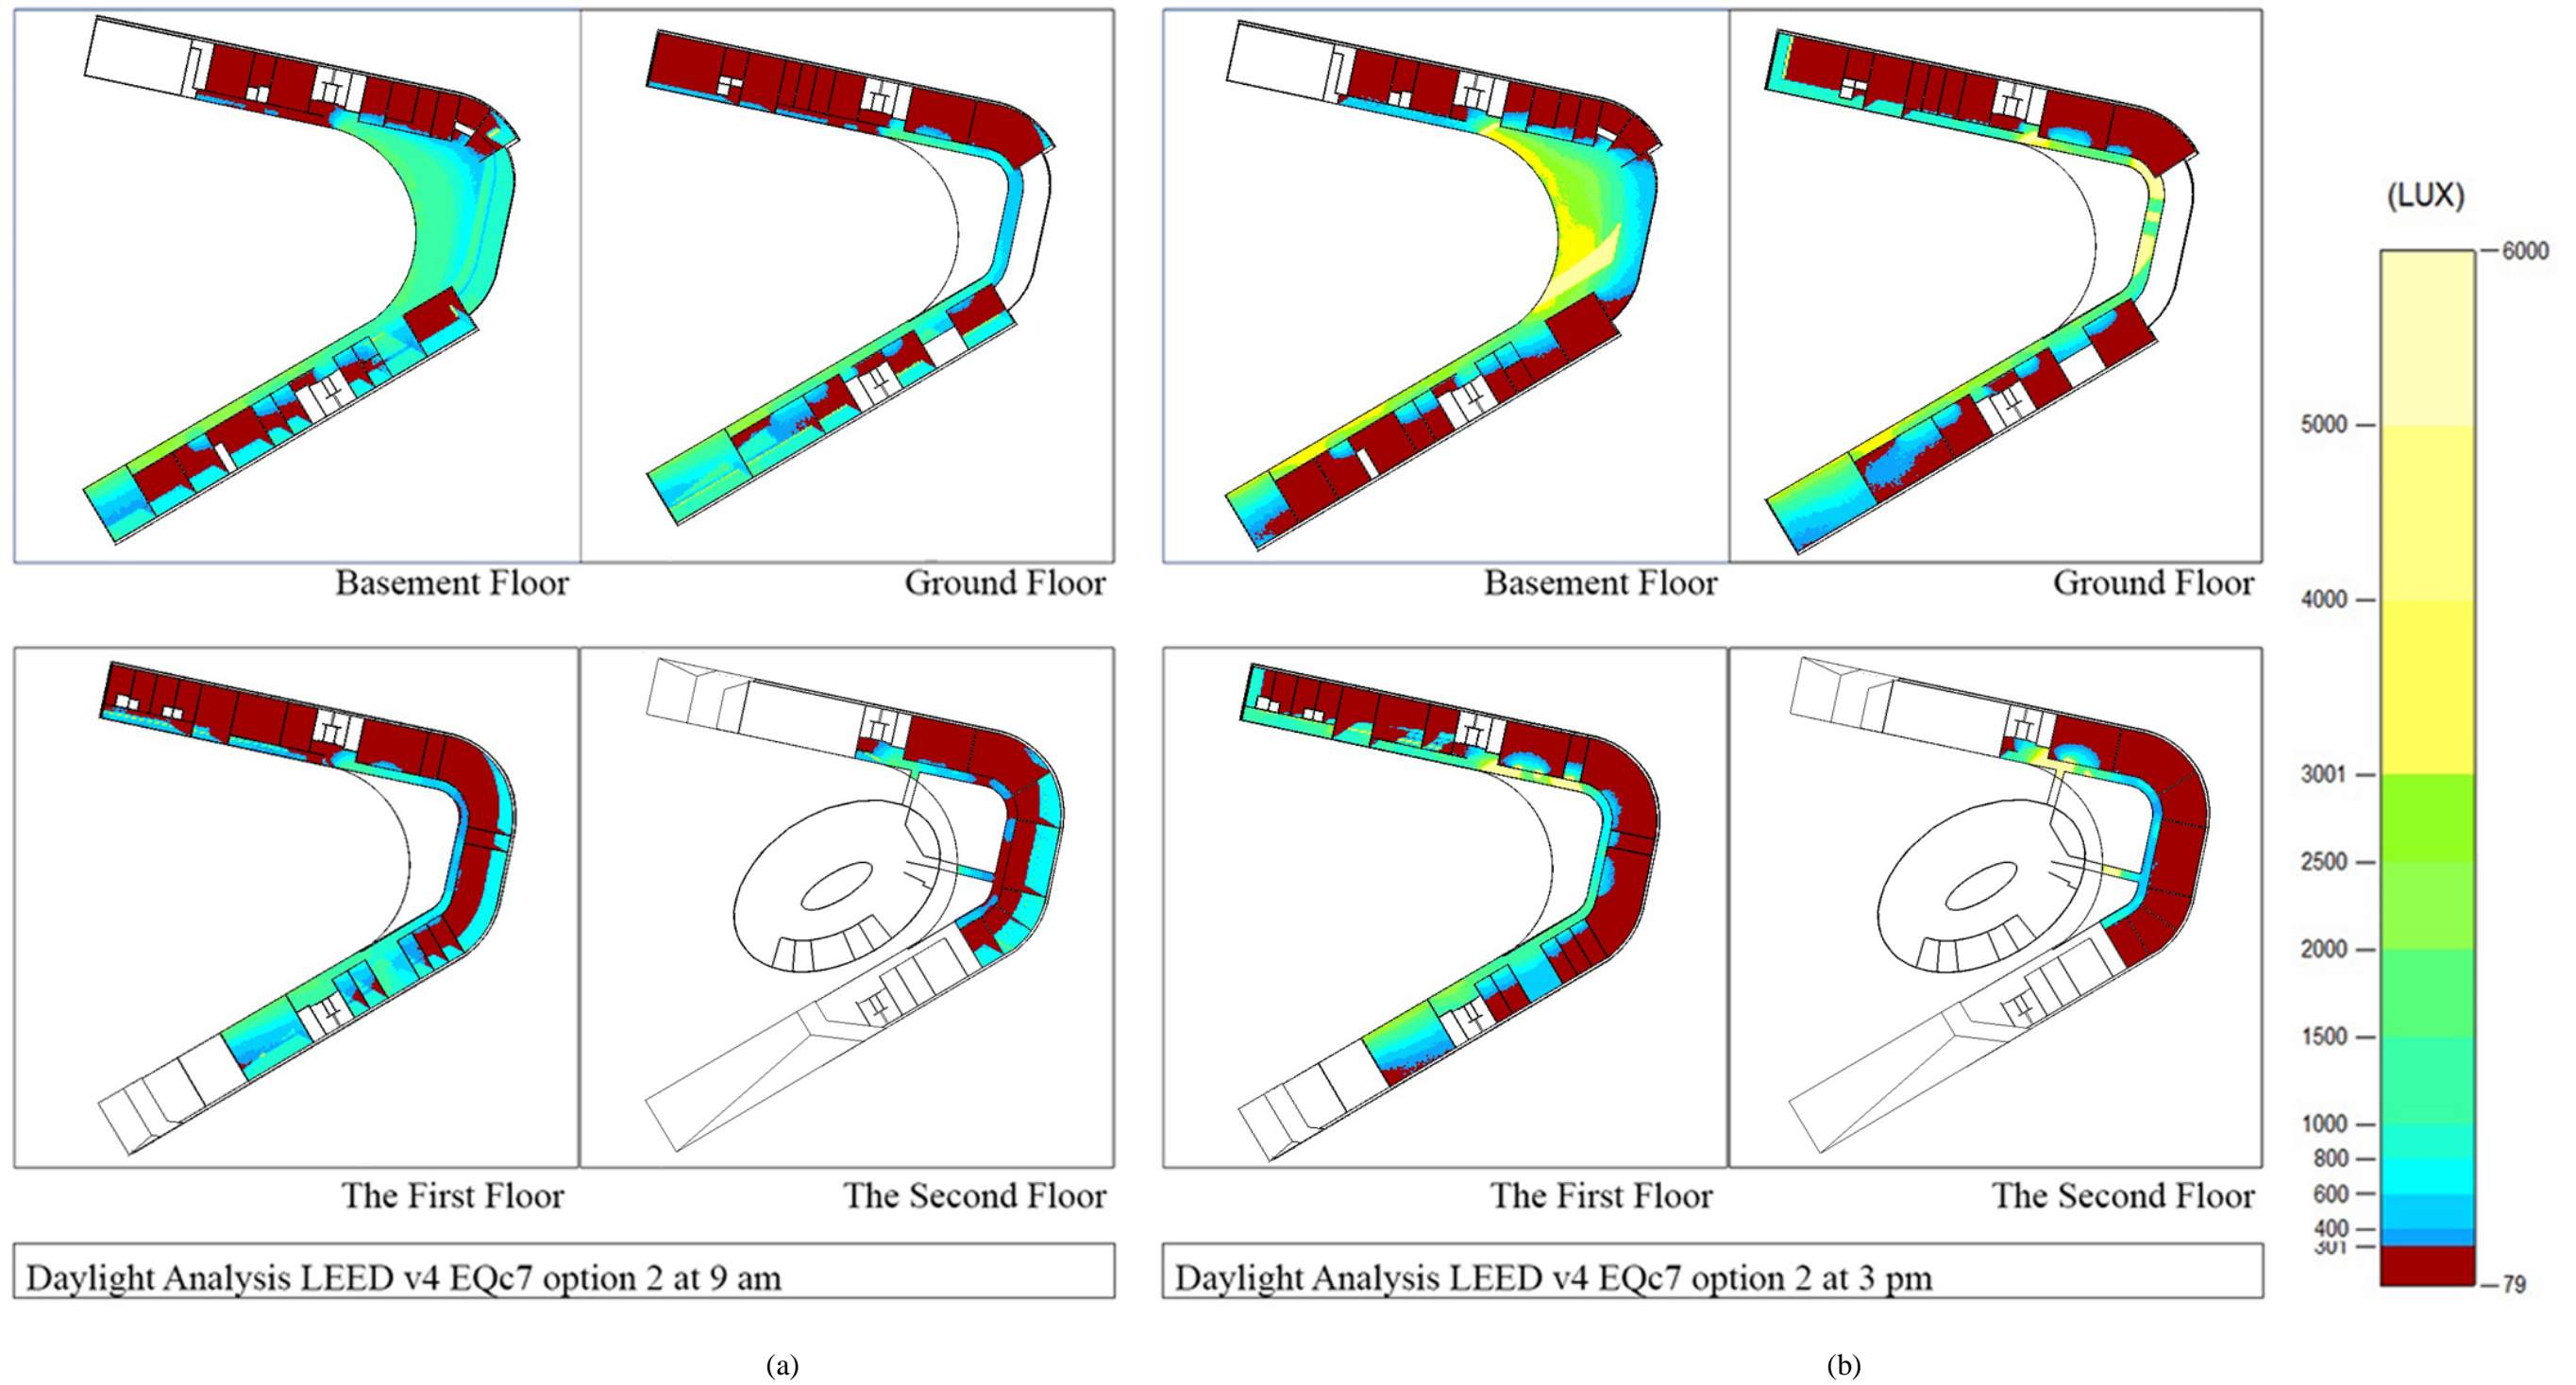 Basement Floor
Ground Floor
Basement Floor
Ground Floor
The First Floor
The Second Floor
The First Floor
The Second Floor
Daylight Analysis LEED v4 EQc7 option 2 at 9 am
Daylight Analysis LEED v4 EQc7 option 2 at 3 pm
(a)
(b)
(LUX)
6000
5000
4000
3001
2500
2000
1500
1000
800
600
400
301
79